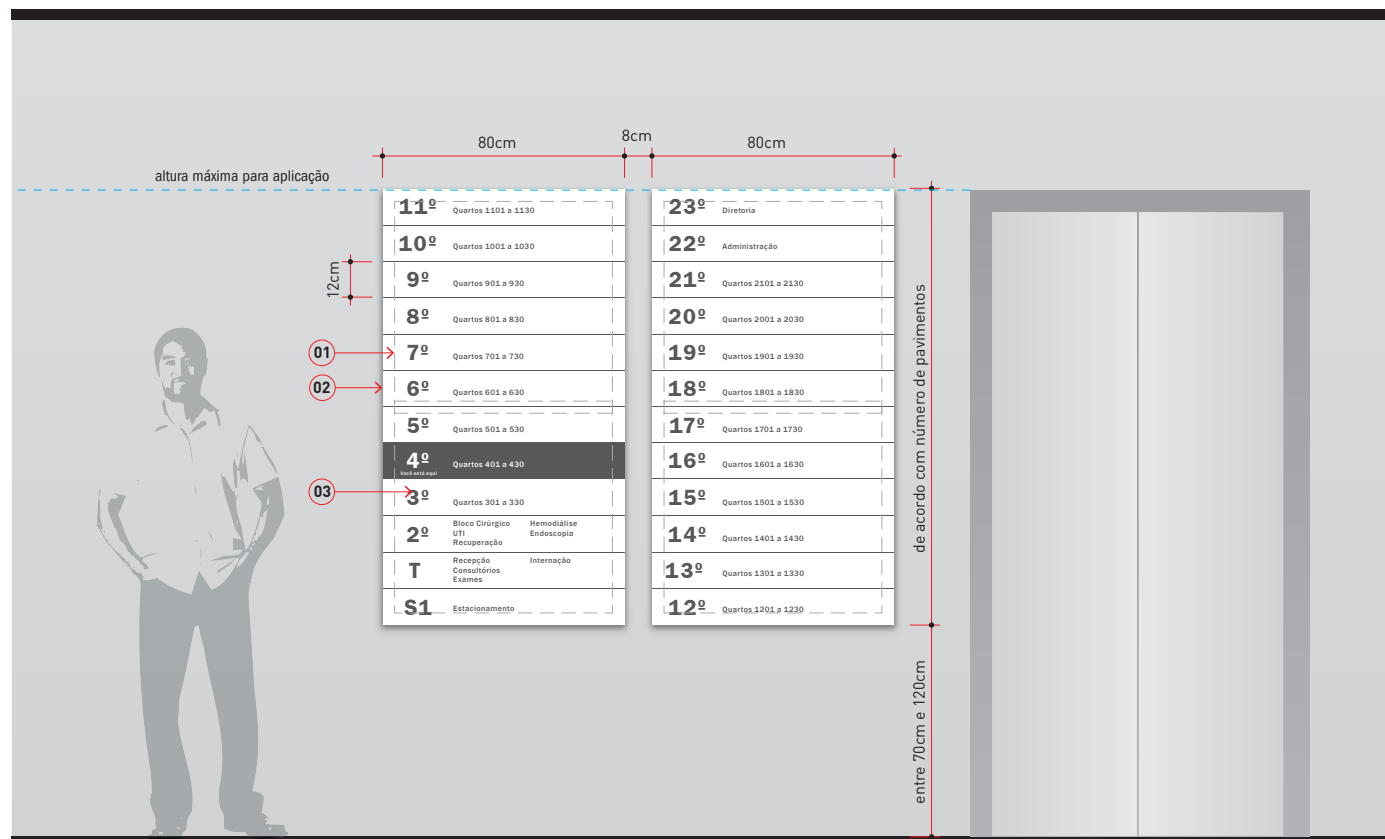 80cm
8cm
80cm
altura máxima para aplicação
11º Quartos 1101 a 1130
10º Quartos 1001 a 1030
9º Quartos 901 a 930
8º Quartos 801 a 830
7º Quartos 701 a 730
6º Quartos 601 a 630
5º Quartos 501 a 530
4º Quartos 401 a 430
Você está aqui
3º Quartos 301 a 330
2º
Bloco Cirúrgico Hemodiálise
UTI Endoscopia
Recuperação
T
Recepção Internação
Consultórios
Exames
S1 Estacionamento
23º Diretoria
22º Administração
21º Quartos 2101 a 2130
20º Quartos 2001 a 2030
19º Quartos 1901 a 1930
18º Quartos 1801 a 1830
17º Quartos 1701 a 1730
16º Quartos 1601 a 1630
15º Quartos 1501 a 1530
14º Quartos 1401 a 1430
13º Quartos 1301 a 1330
12º Quartos 1201 a 1230
12cm
01
02
03
de acordo com número de pavimentos
entre 70cm e 120cm